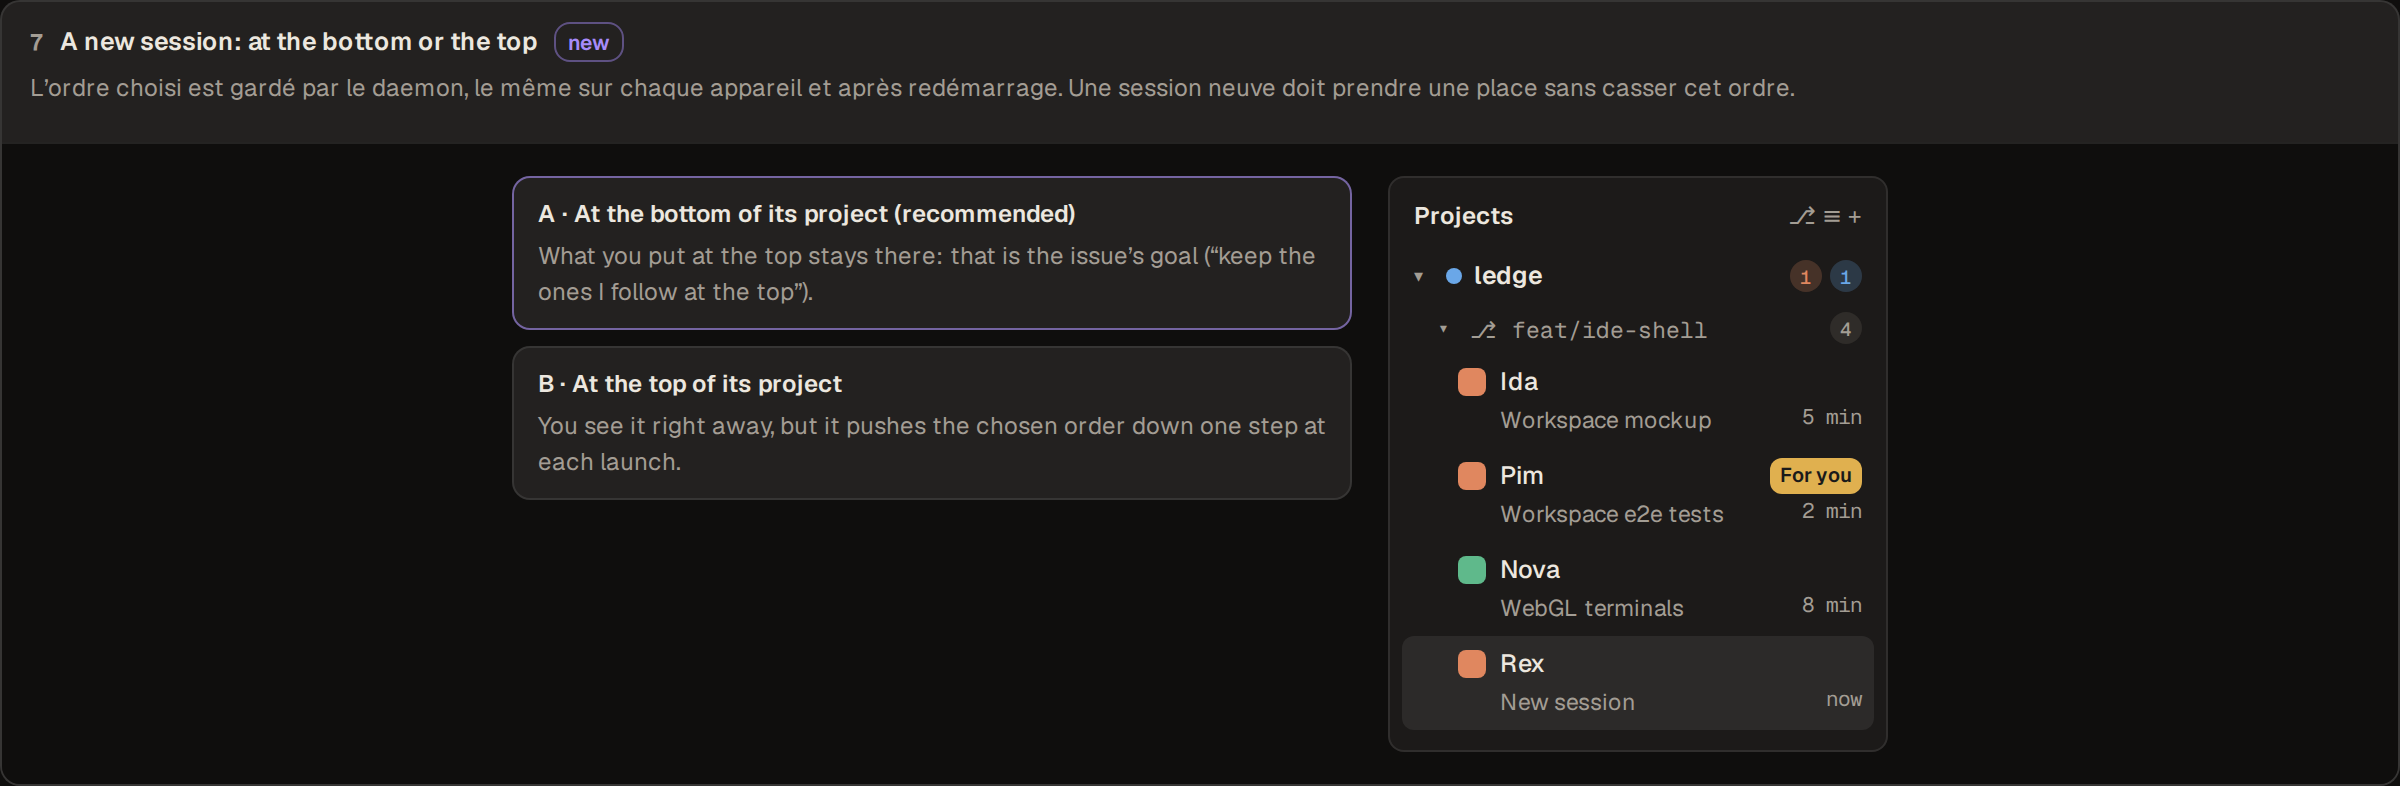 7 A new session: at the bottom or the top new
L’ordre choisi est gardé par le daemon, le même sur chaque appareil et après redémarrage. Une session neuve doit prendre une place sans casser cet ordre.
A · At the bottom of its project (recommended)
What you put at the top stays there: that is the issue’s goal (“keep the
ones I follow at the top”).
B · At the top of its project
You see it right away, but it pushes the chosen order down one step at
each launch.
Projects ⎇ ≡ +
▾ ledge 1 1
▾ ⎇ feat/ide-shell 4
Ida
Workspace mockup 5 min
Pim For you
Workspace e2e tests 2 min
Nova
WebGL terminals 8 min
Rex
New session now